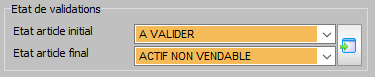 Etat de validations
Etat article initial A VALIDER
Etat article final ACTIF NON VENDABLE